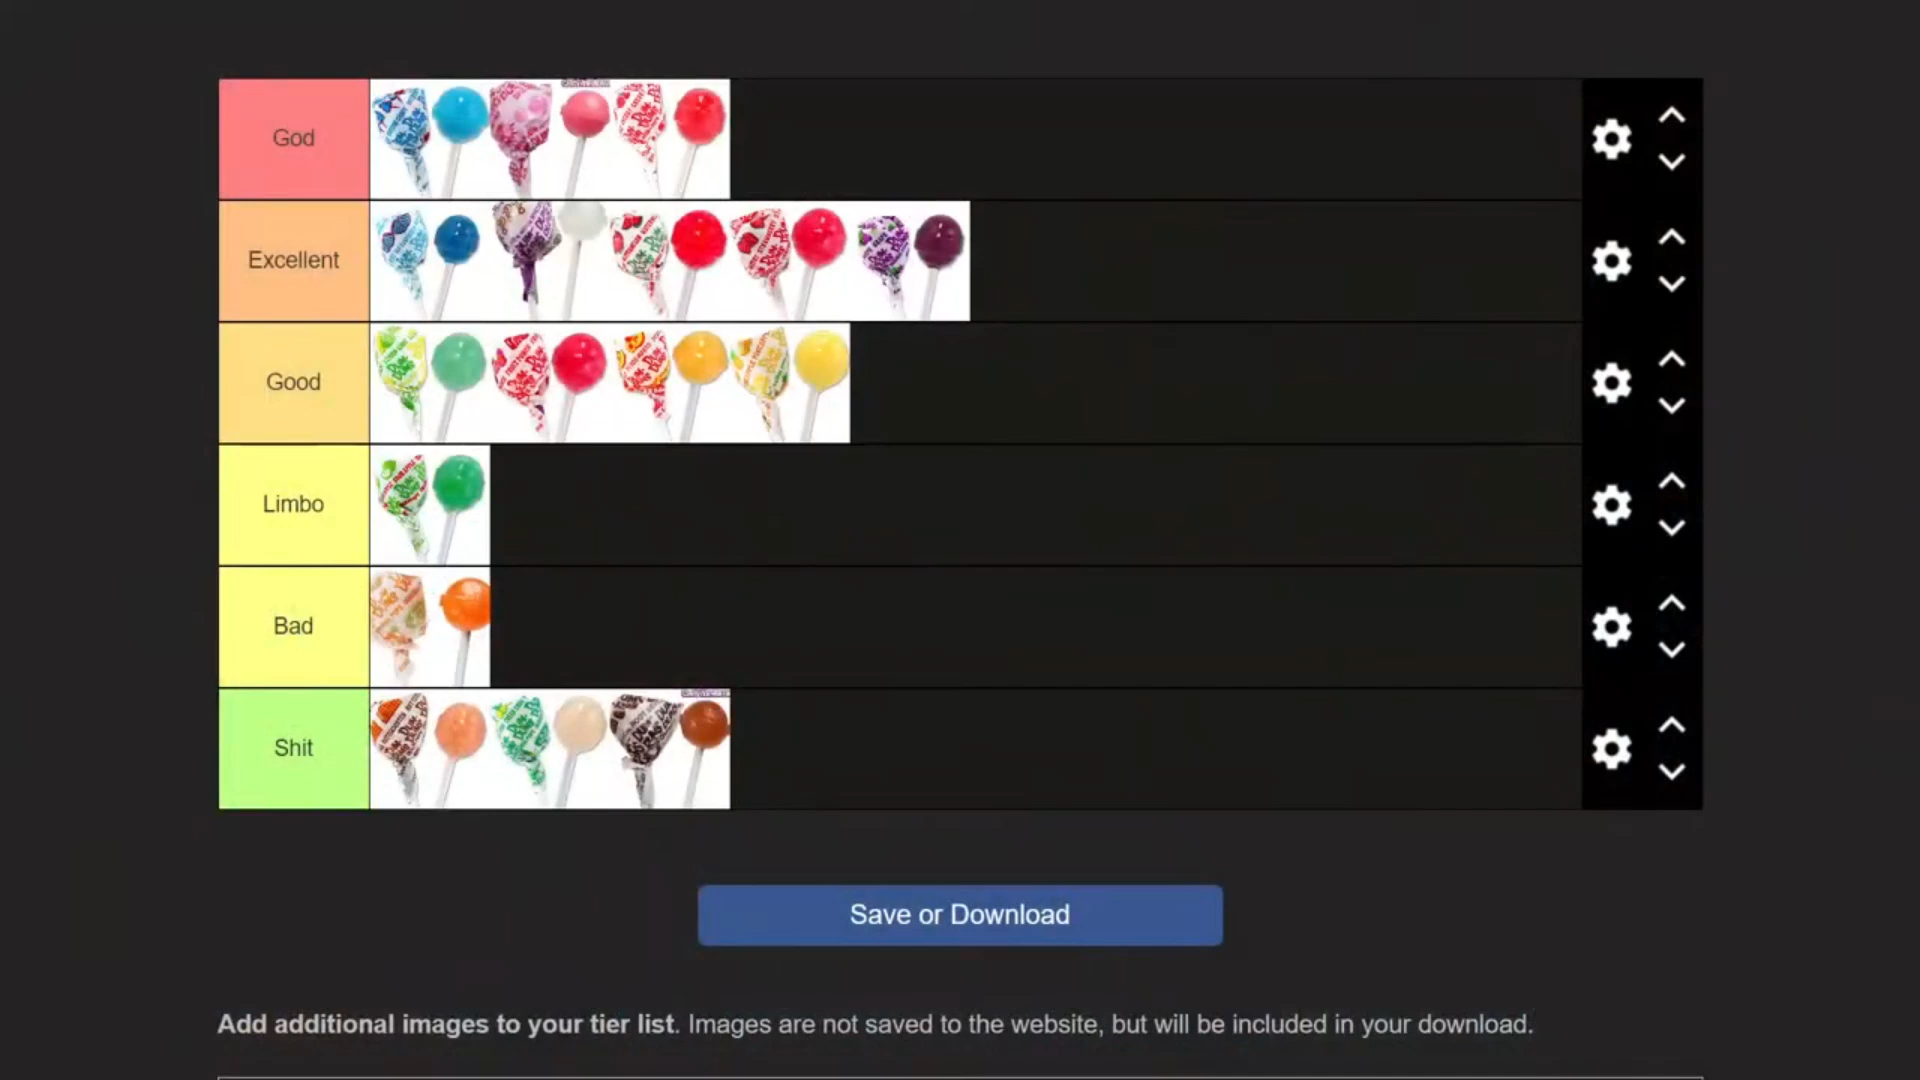 God
Excellent
Good
Limbo
Bad
Shit
Save or Download
Add additional images to your tier list. Images are not saved to the website, but will be included in your download.